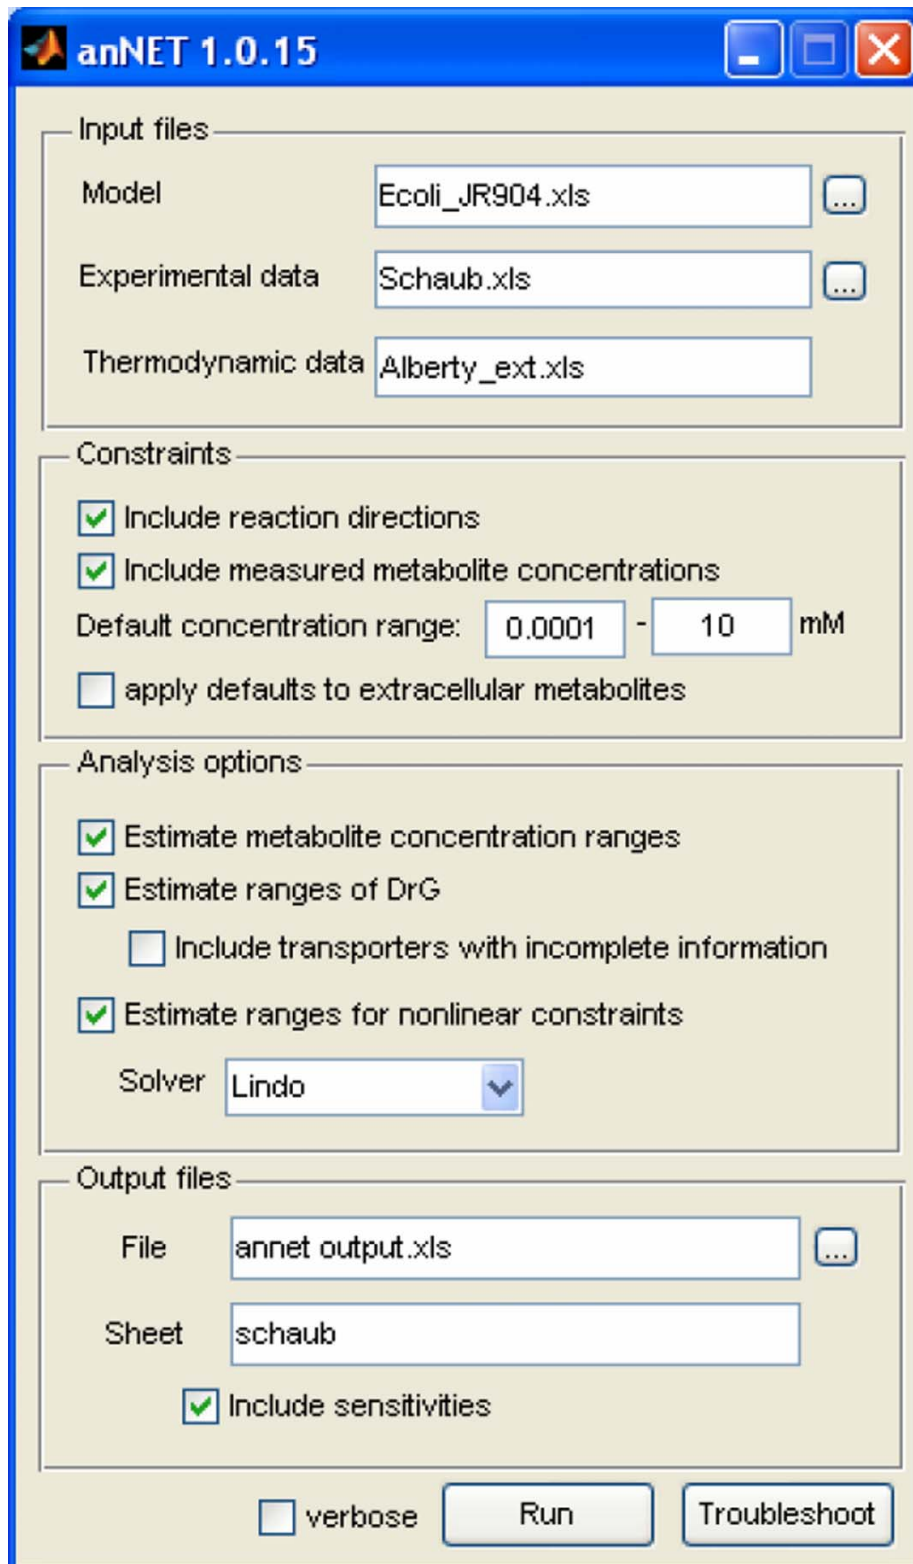 anNET 1.0.15
Input files
Model Ecoli_JR904.xls ...
Experimental data Schaub.xls ...
Thermodynamic data Alberty_ext.xls
Constraints
Include reaction directions
Include measured metabolite concentrations
Default concentration range: 0.0001 - 10 mM
apply defaults to extracellular metabolites
Analysis options
Estimate metabolite concentration ranges
Estimate ranges of DrG
Include transporters with incomplete information
Estimate ranges for nonlinear constraints
Solver Lindo
Output files
File annet output.xls ...
Sheet schaub
Include sensitivities
verbose Run Troubleshoot